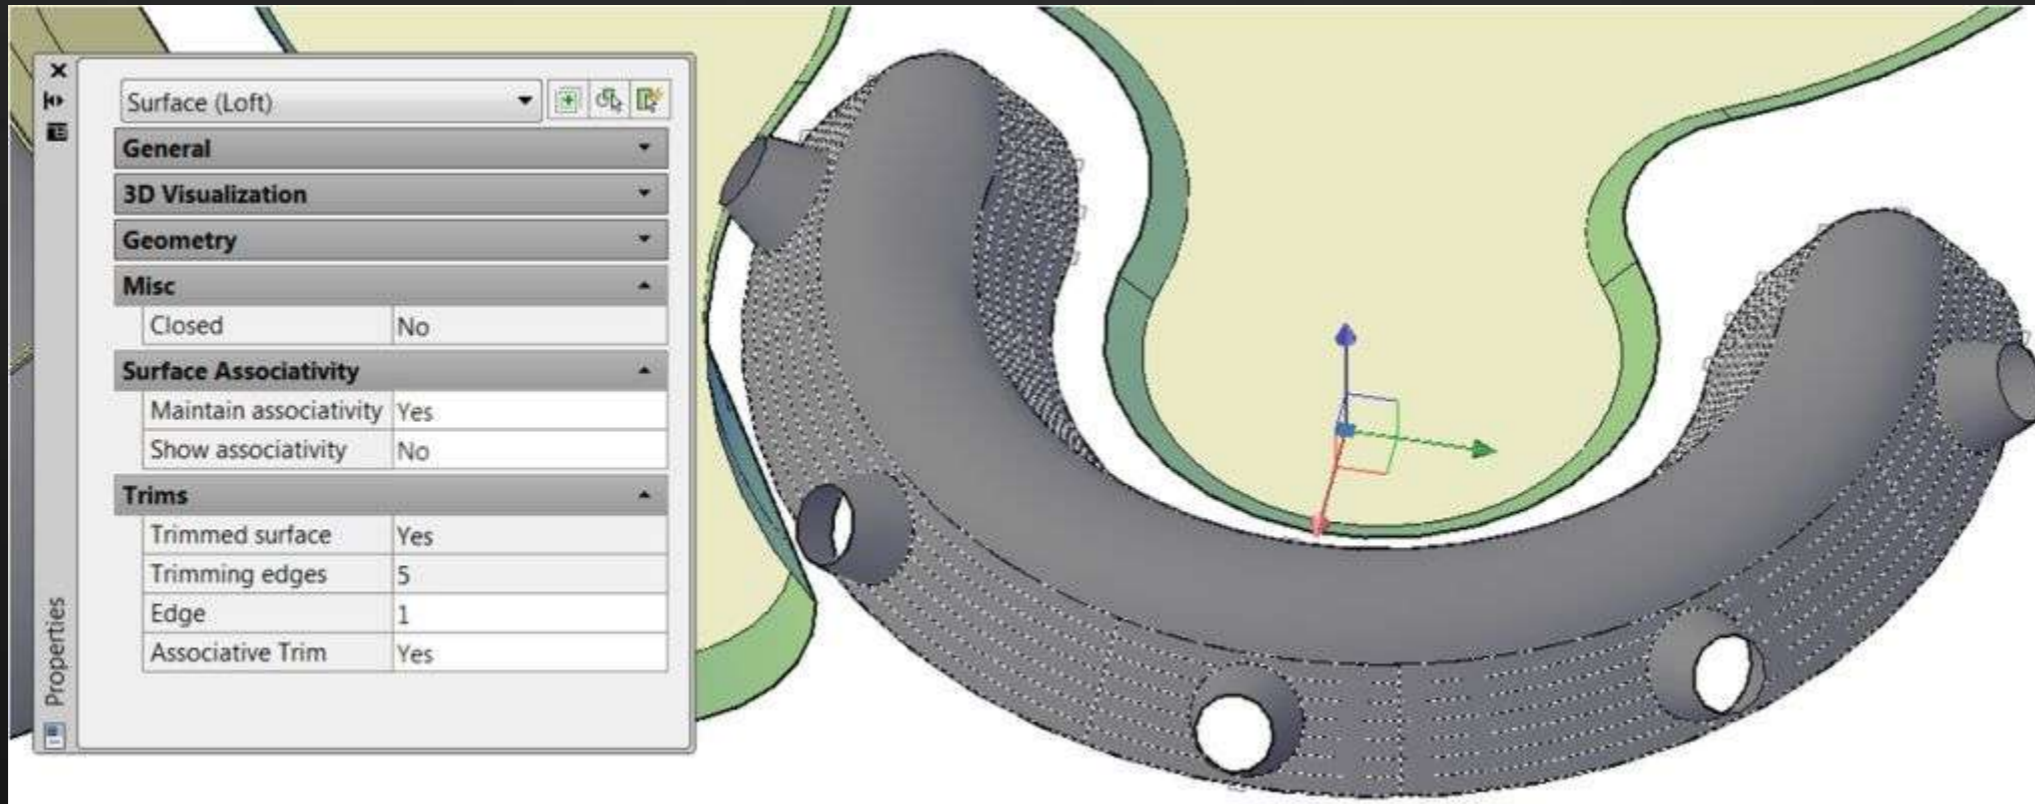 Surface (Loft)
General
3D Visualization
Geometry
Misc
Closed No
Surface Associativity
Maintain associativity Yes
Show associativity No
Trims
Trimmed surface Yes
Trimming edges 5
Edge 1
Associative Trim Yes
Properties